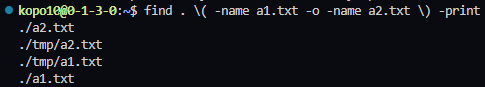 kopo10@0-1-3-0:~$ find . \( -name a1.txt -o -name a2.txt \) -print
./a2.txt
./tmp/a2.txt
./tmp/a1.txt
./a1.txt